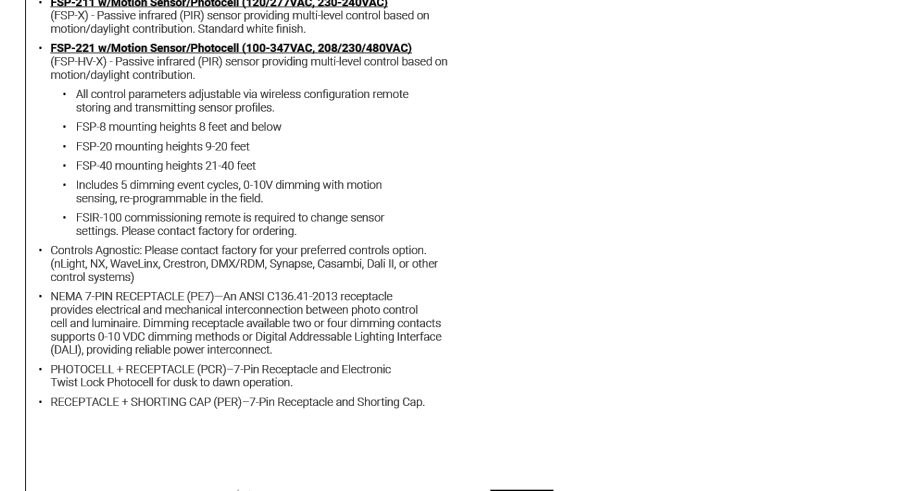 • FSP-211 w/Motion Sensor/Photocell (120/277VAC, 230-240VAC)
(FSP-X) - Passive infrared (PIR) sensor providing multi-level control based on
motion/daylight contribution. Standard white finish.
• FSP-221 w/Motion Sensor/Photocell (100-347VAC, 208/230/480VAC)
(FSP-HV-X) - Passive infrared (PIR) sensor providing multi-level control based on
motion/daylight contribution.
• All control parameters adjustable via wireless configuration remote
storing and transmitting sensor profiles.
• FSP-8 mounting heights 8 feet and below
• FSP-20 mounting heights 9-20 feet
• FSP-40 mounting heights 21-40 feet
• Includes 5 dimming event cycles, 0-10V dimming with motion
sensing, re-programmable in the field.
• FSIR-100 commissioning remote is required to change sensor
settings. Please contact factory for ordering.
• Controls Agnostic: Please contact factory for your preferred controls option.
(nLight, NX, WaveLinx, Crestron, DMX/RDM, Synapse, Casambi, Dali II, or other
control systems)
• NEMA 7-PIN RECEPTACLE (PE7)—An ANSI C136.41-2013 receptacle
provides electrical and mechanical interconnection between photo control
cell and luminaire. Dimming receptacle available two or four dimming contacts
supports 0-10 VDC dimming methods or Digital Addressable Lighting Interface
(DALI), providing reliable power interconnect.
• PHOTOCELL + RECEPTACLE (PCR)–7-Pin Receptacle and Electronic
Twist Lock Photocell for dusk to dawn operation.
• RECEPTACLE + SHORTING CAP (PER)–7-Pin Receptacle and Shorting Cap.